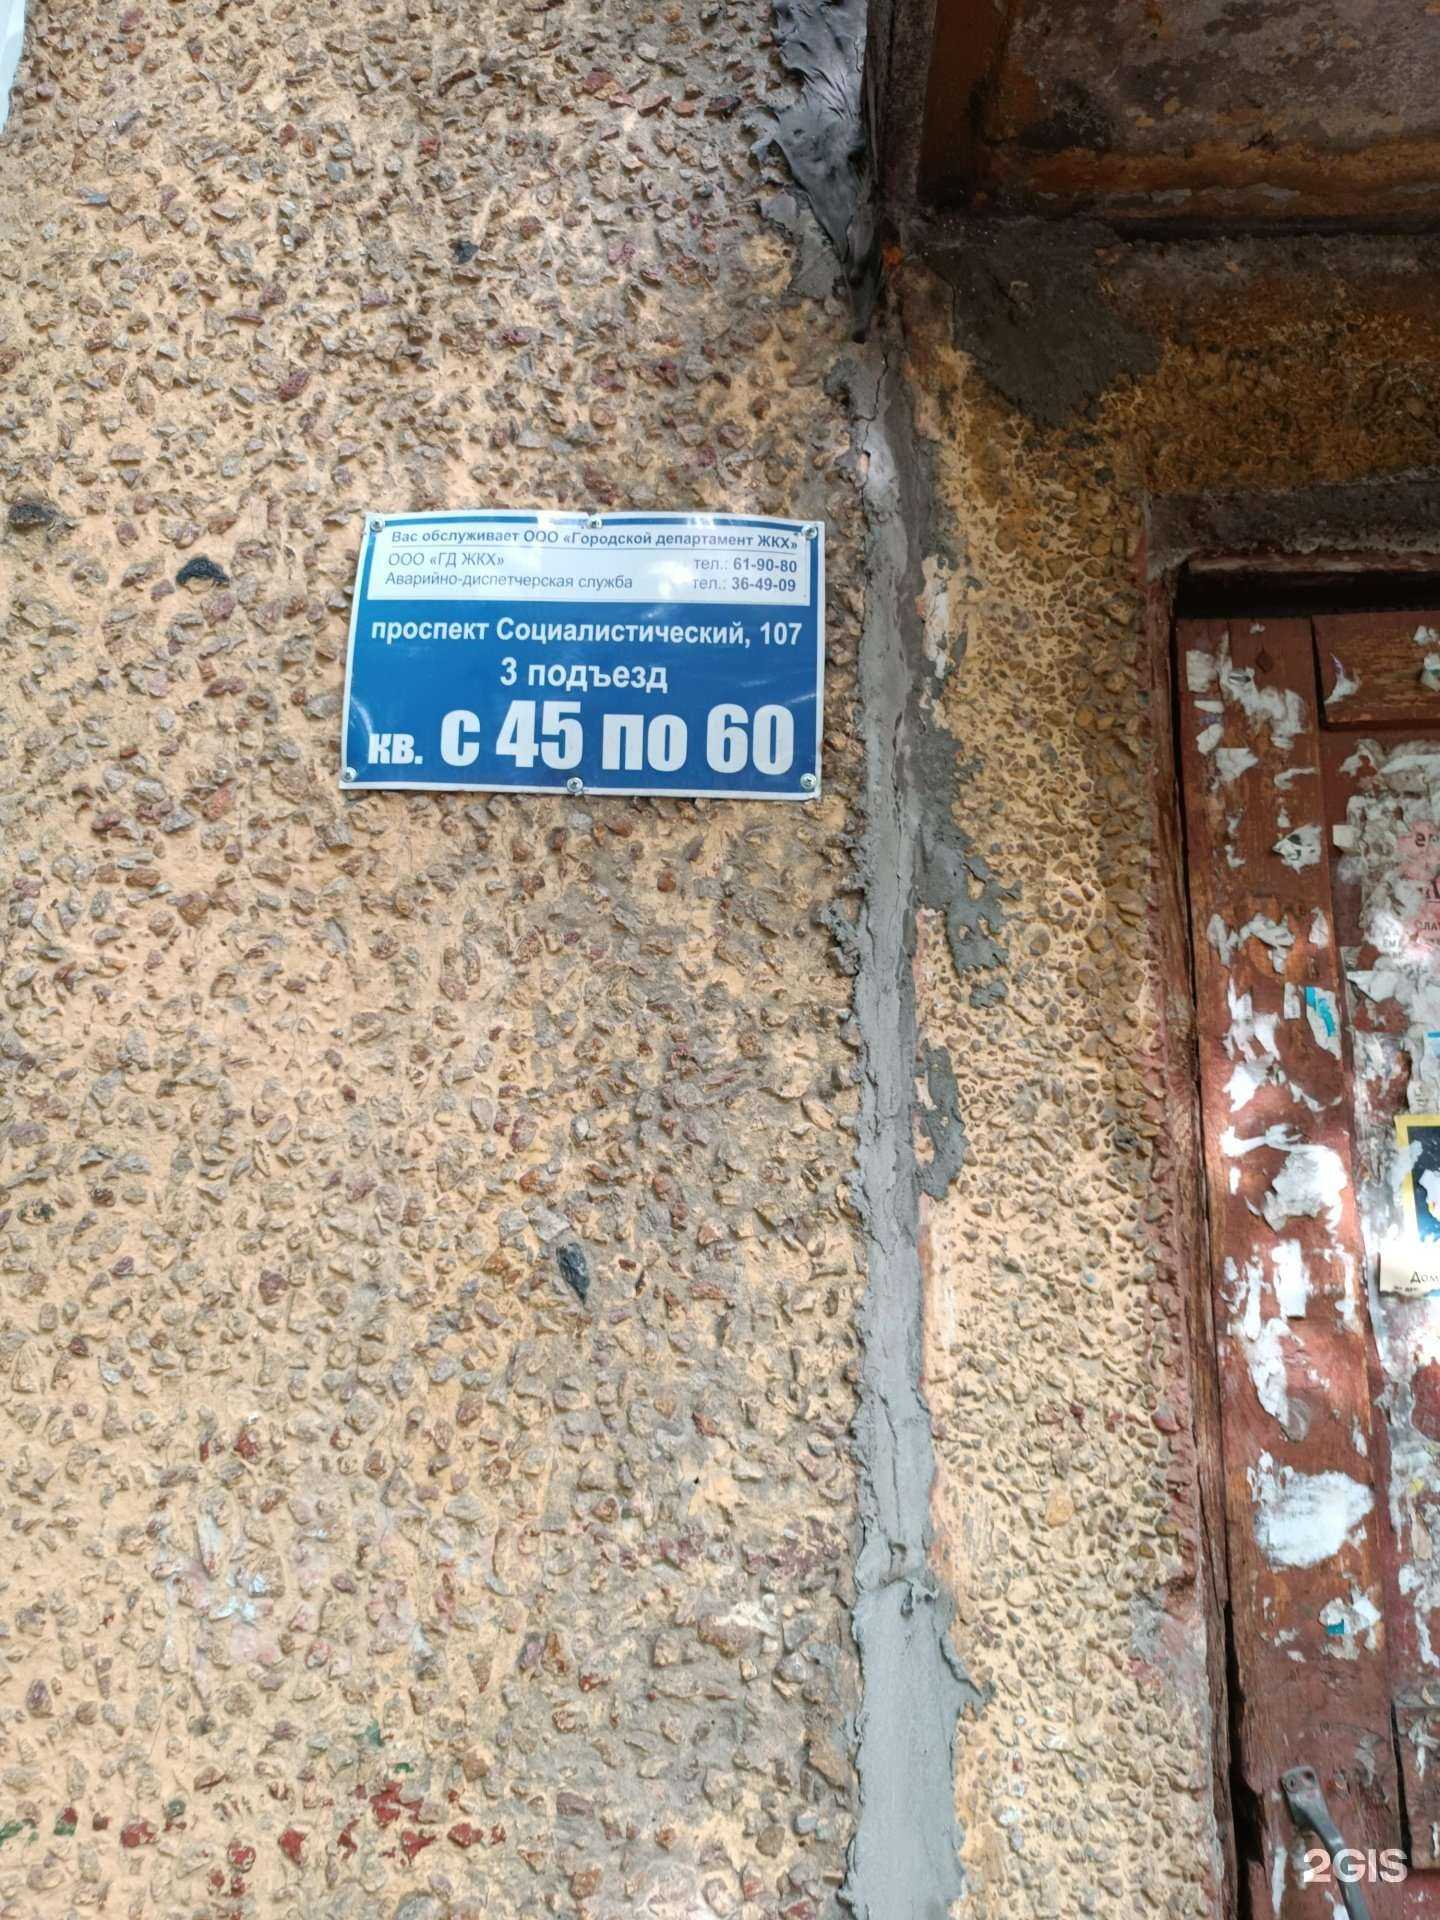 Вас обслуживает ООО «Городской департамент ЖКХ»
ООО «ГД ЖКХ» тел.: 61-90-80
Аварийно-диспетчерская служба тел.: 36-49-09
проспект Социалистический, 107
3 подъезд
кв. с 45 по 60
Дом
2GIS